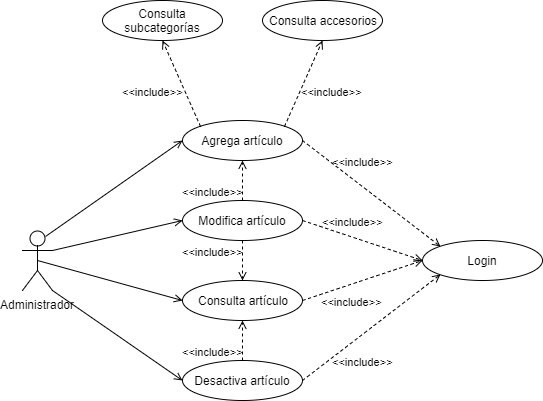 Consulta
subcategorías
Consulta accesorios
<<include>>
<<include>>
Agrega artículo
<<include>>
<<include>>
Modifica artículo
<<include>>
<<include>>
Login
Administrador
Consulta artículo
<<include>>
<<include>>
<<include>>
Desactiva artículo